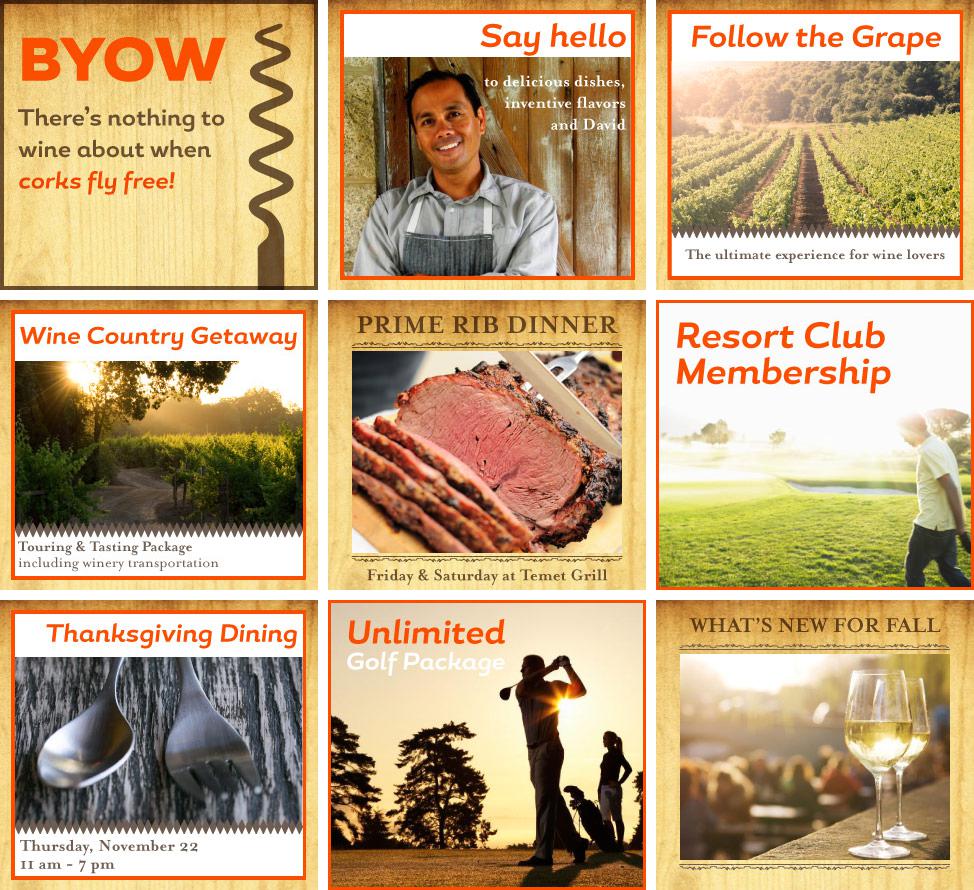 BYOW
There's nothing to
wine about when
corks fly free!
Say hello
to delicious dishes,
inventive flavors
and David
Follow the Grape
The ultimate experience for wine lovers
Wine Country Getaway
Touring & Tasting Package
including winery transportation
PRIME RIB DINNER
Friday & Saturday at Temet Grill
Resort Club
Membership
Thanksgiving Dining
Thursday, November 22
11 am - 7 pm
Unlimited
Golf Package
WHAT'S NEW FOR FALL